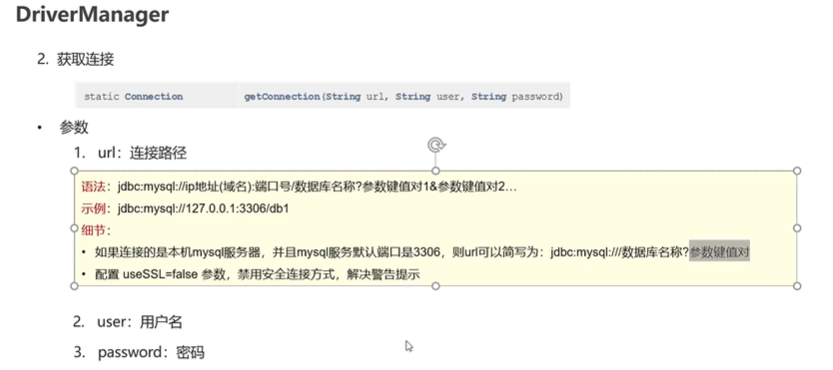 DriverManager
2. 获取连接
static Connection getConnection(String url, String user, String password)
• 参数
1. url：连接路径
语法：jdbc:mysql://ip地址(域名):端口号/数据库名称?参数键值对1&参数键值对2…
示例：jdbc:mysql://127.0.0.1:3306/db1
细节：
• 如果连接的是本机mysql服务器，并且mysql服务默认端口是3306，则url可以简写为：jdbc:mysql:///数据库名称?参数键值对
• 配置 useSSL=false 参数，禁用安全连接方式，解决警告提示
2. user：用户名
3. password：密码